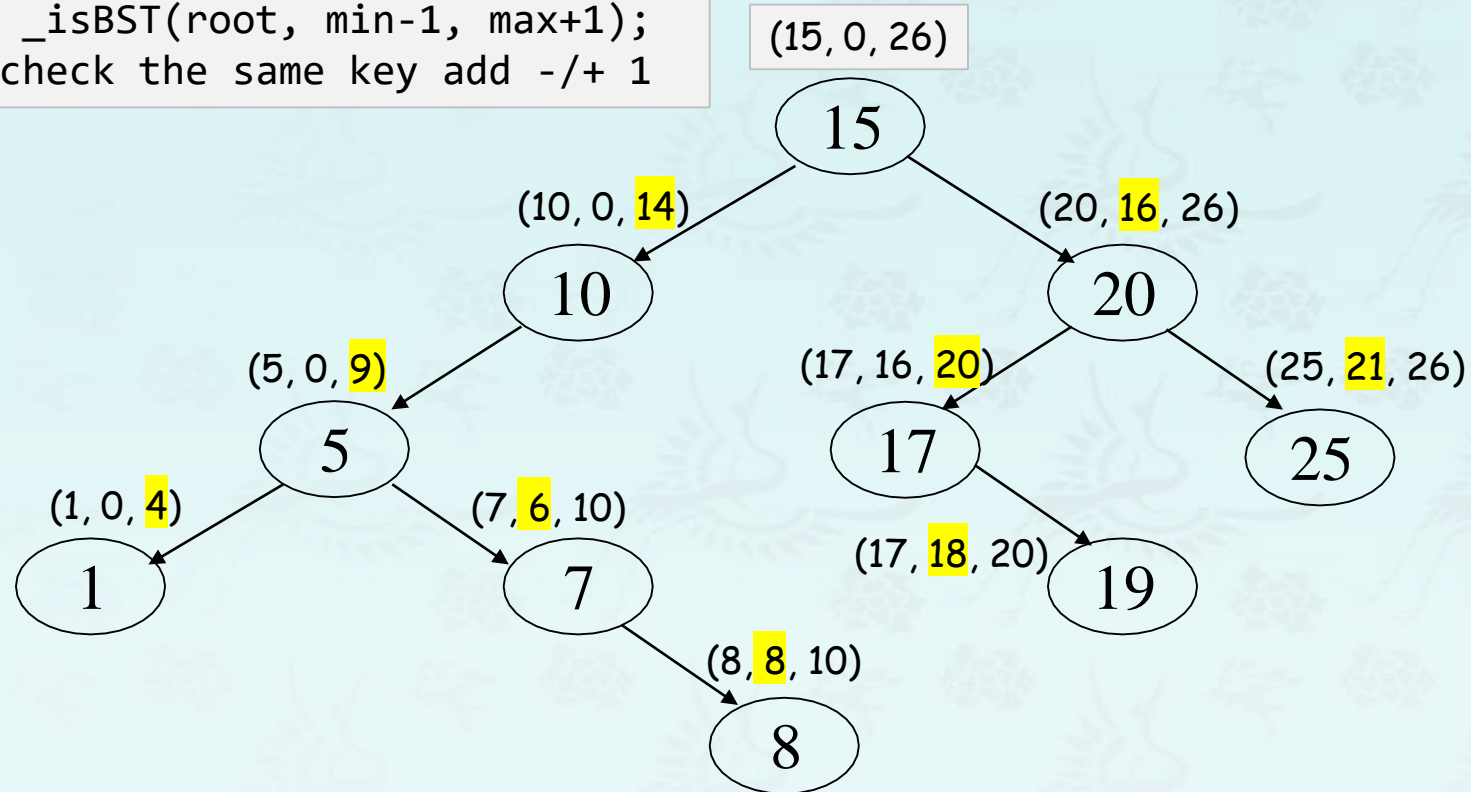 _isBST(root, min-1, max+1);
check the same key add -/+ 1
(15, 0, 26)
15
(10, 0, 14)
(20, 16, 26)
10
20
(5, 0, 9)
(17, 16, 20)
(25, 21, 26)
5
17
25
(1, 0, 4)
(7, 6, 10)
(17, 18, 20)
1
7
19
(8, 8, 10)
8